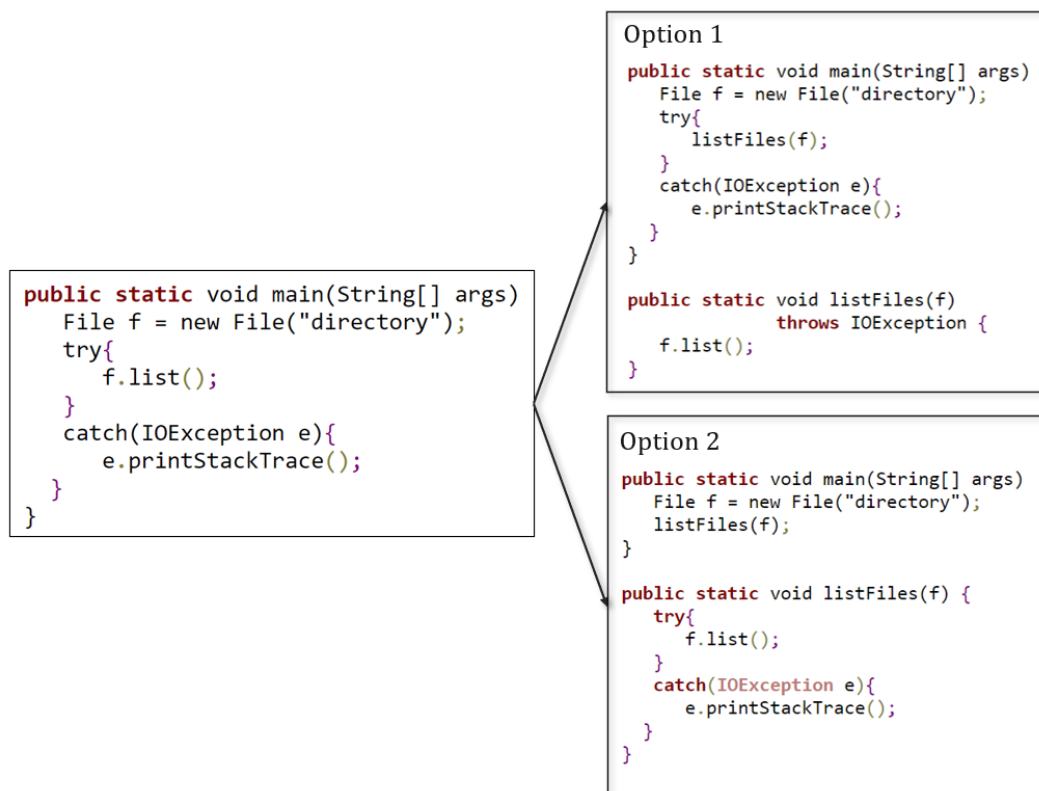 public static void main(String[] args)
File f = new File("directory");
try{
f.list();
}
catch(IOException e){
e.printStackTrace();
}
}
Option 1
public static void main(String[] args)
File f = new File("directory");
try{
listFiles(f);
}
catch(IOException e){
e.printStackTrace();
}
}
public static void listFiles(f)
throws IOException {
f.list();
}
Option 2
public static void main(String[] args)
File f = new File("directory");
listFiles(f);
}
public static void listFiles(f) {
try{
f.list();
}
catch(IOException e){
e.printStackTrace();
}
}